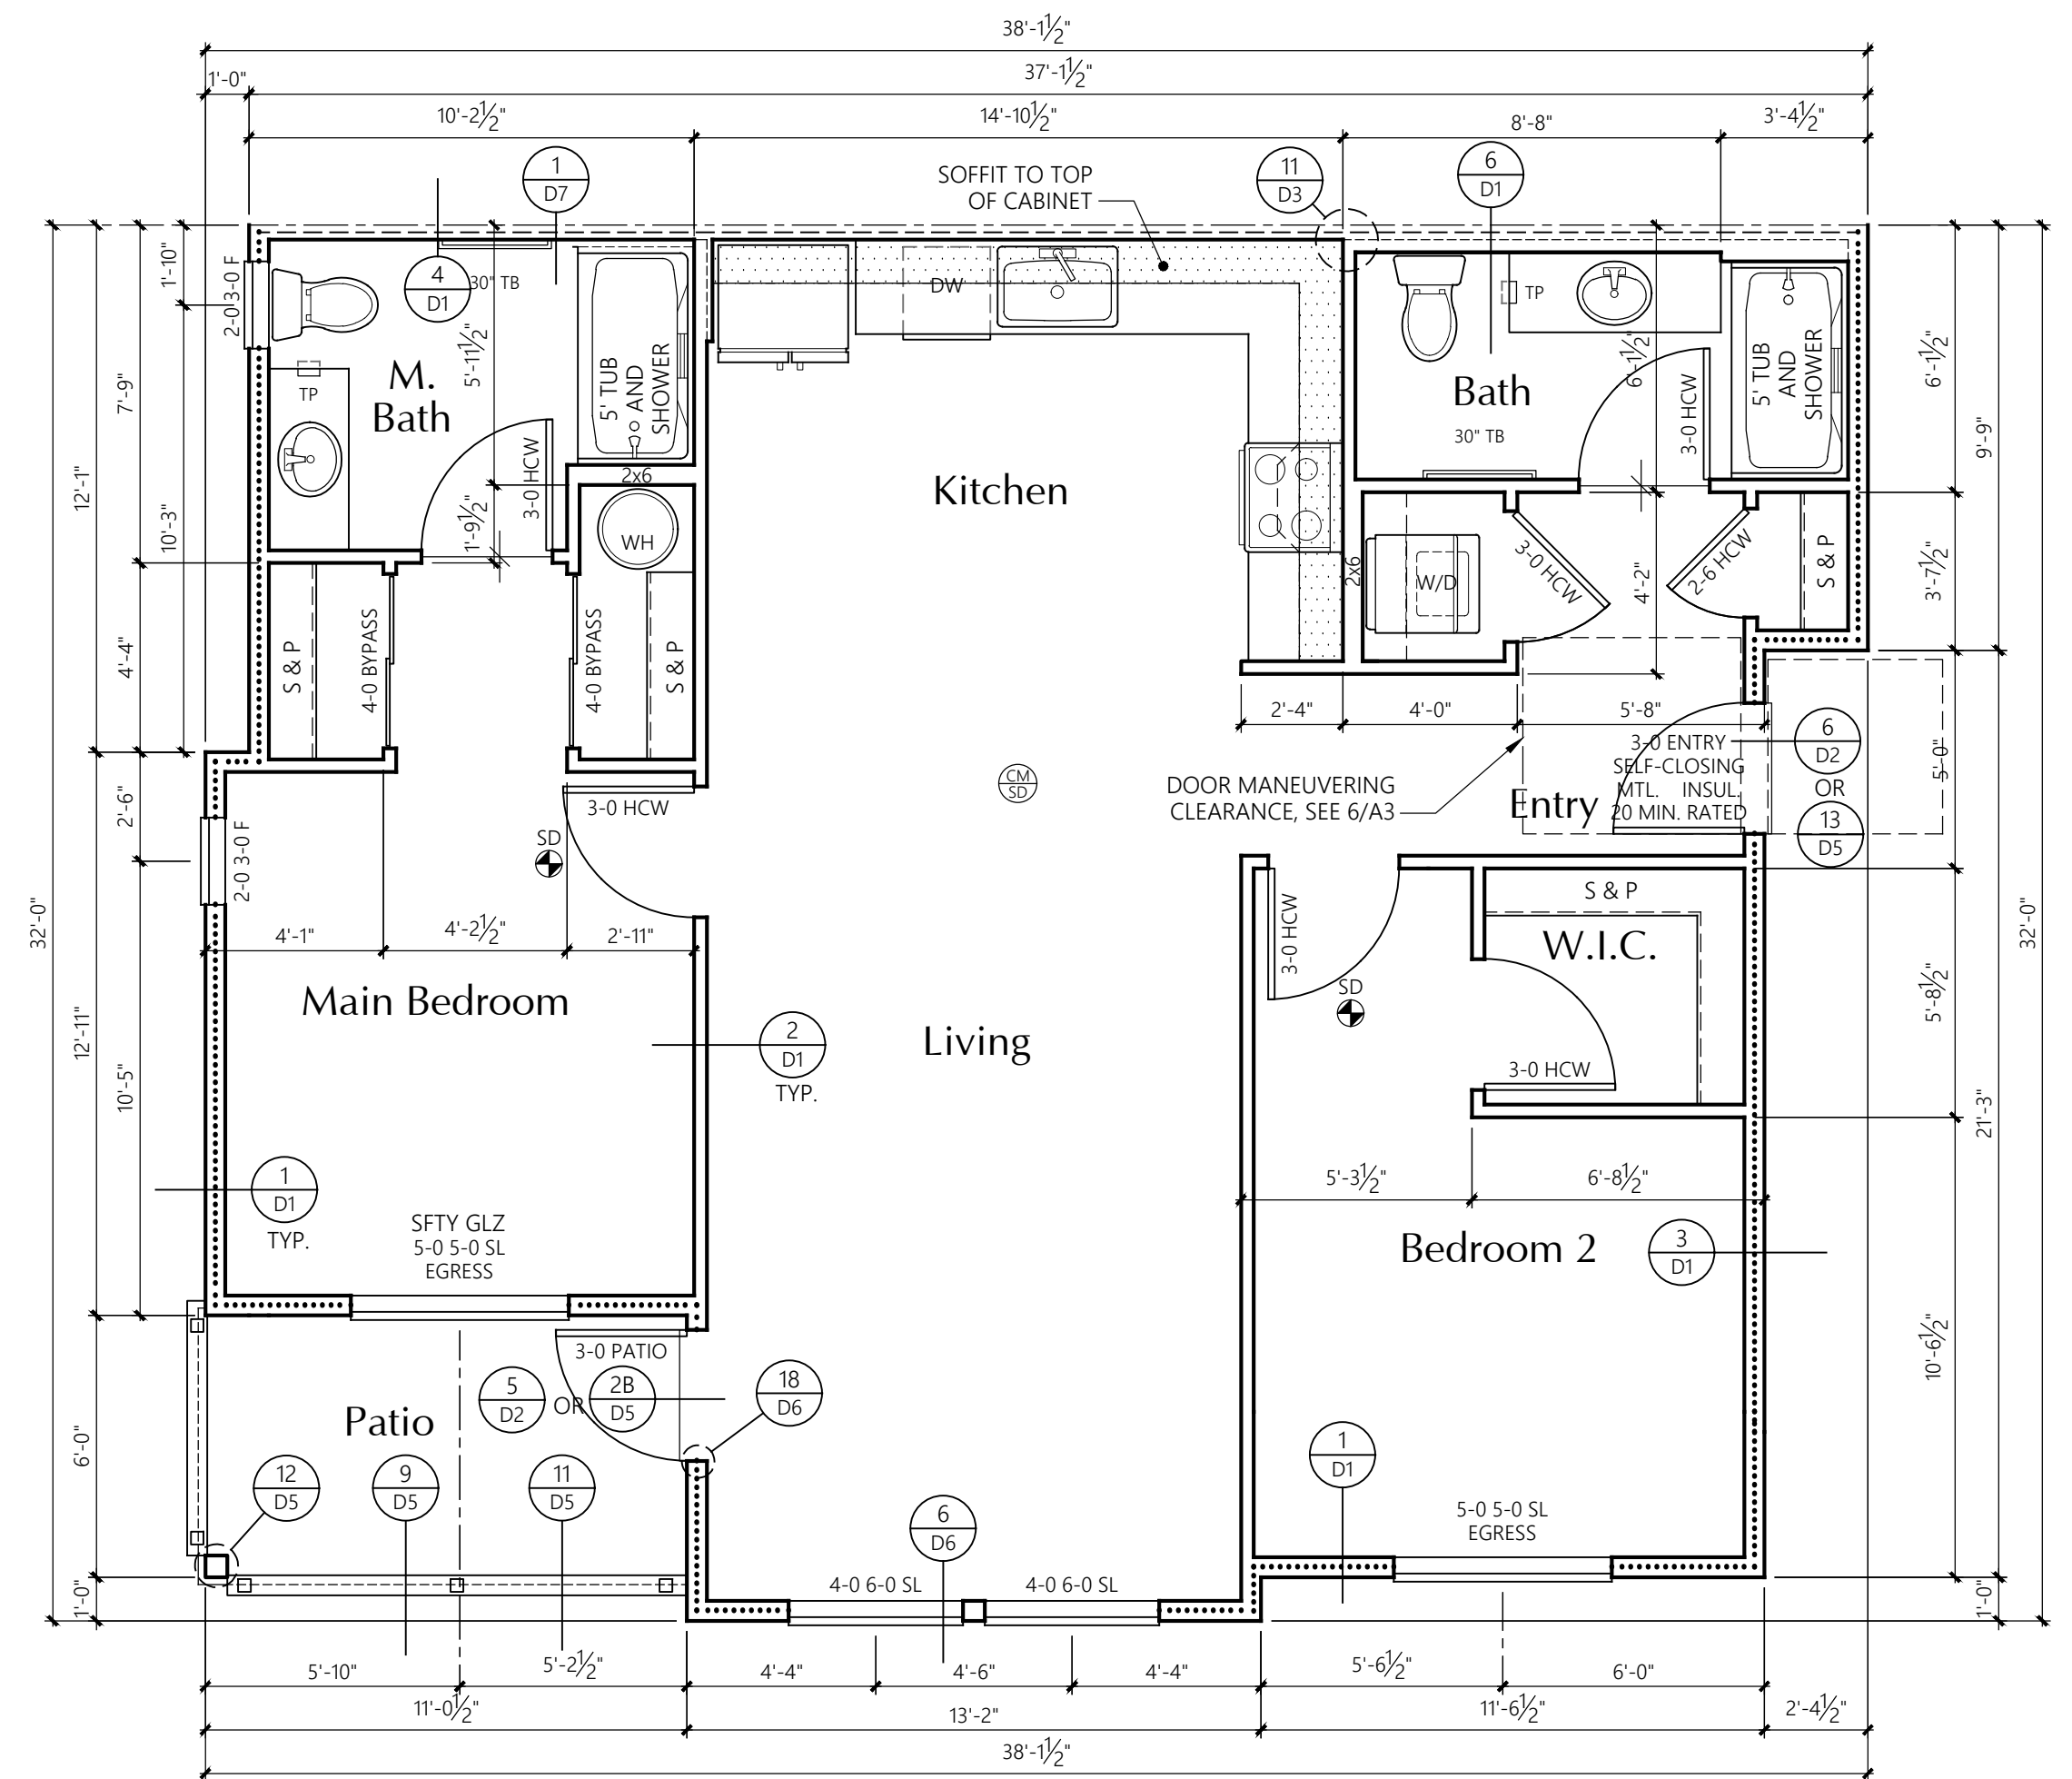 38'-1½"
1'-0"
37'-1½"
10'-2½"
14'-10½"
8'-8"
3'-4½"
1
D7
SOFFIT TO TOP
OF CABINET
11
D3
6
D1
1'-10"
2-0 3-0 F
4
D1
30" TB
DW
TP
5'-11½"
5' TUB
AND
SHOWER
6'-1½"
5' TUB
AND
SHOWER
6'-1½"
7'-9"
TP
M.
Bath
Bath
3-0 HCW
30" TB
9'-9"
12'-1"
10'-3"
1'-9½"
3-0 HCW
2x6
WH
Kitchen
2x6
W/D
3-0 HCW
4'-2"
2-6 HCW
S & P
3'-7½"
4'-4"
S & P
4-0 BYPASS
4-0 BYPASS
S & P
2'-4"
4'-0"
5'-8"
2'-6"
2-0 3-0 F
3-0 HCW
SD
CM
SD
DOOR MANEUVERING
CLEARANCE, SEE 6/A3
Entry
3-0 ENTRY
SELF-CLOSING
MTL. INSUL.
20 MIN. RATED
6
D2
OR
13
D5
5'-0"
32'-0"
4'-1"
4'-2½"
2'-11"
3-0 HCW
S & P
W.I.C.
32'-0"
Main Bedroom
SD
5'-8½"
12'-11"
10'-5"
2
D1
TYP.
Living
3-0 HCW
21'-3"
1
D1
TYP.
5'-3½"
6'-8½"
SFTY GLZ
5-0 5-0 SL
EGRESS
Bedroom 2
3
D1
3-0 PATIO
10'-6½"
5
D2
OR
2B
D5
18
D6
Patio
6'-0"
1
D1
12
D5
9
D5
11
D5
6
D6
5-0 5-0 SL
EGRESS
4-0 6-0 SL
4-0 6-0 SL
1'-0"
1'-0"
5'-10"
5'-2½"
4'-4"
4'-6"
4'-4"
5'-6½"
6'-0"
11'-0½"
13'-2"
11'-6½"
2'-4½"
38'-1½"